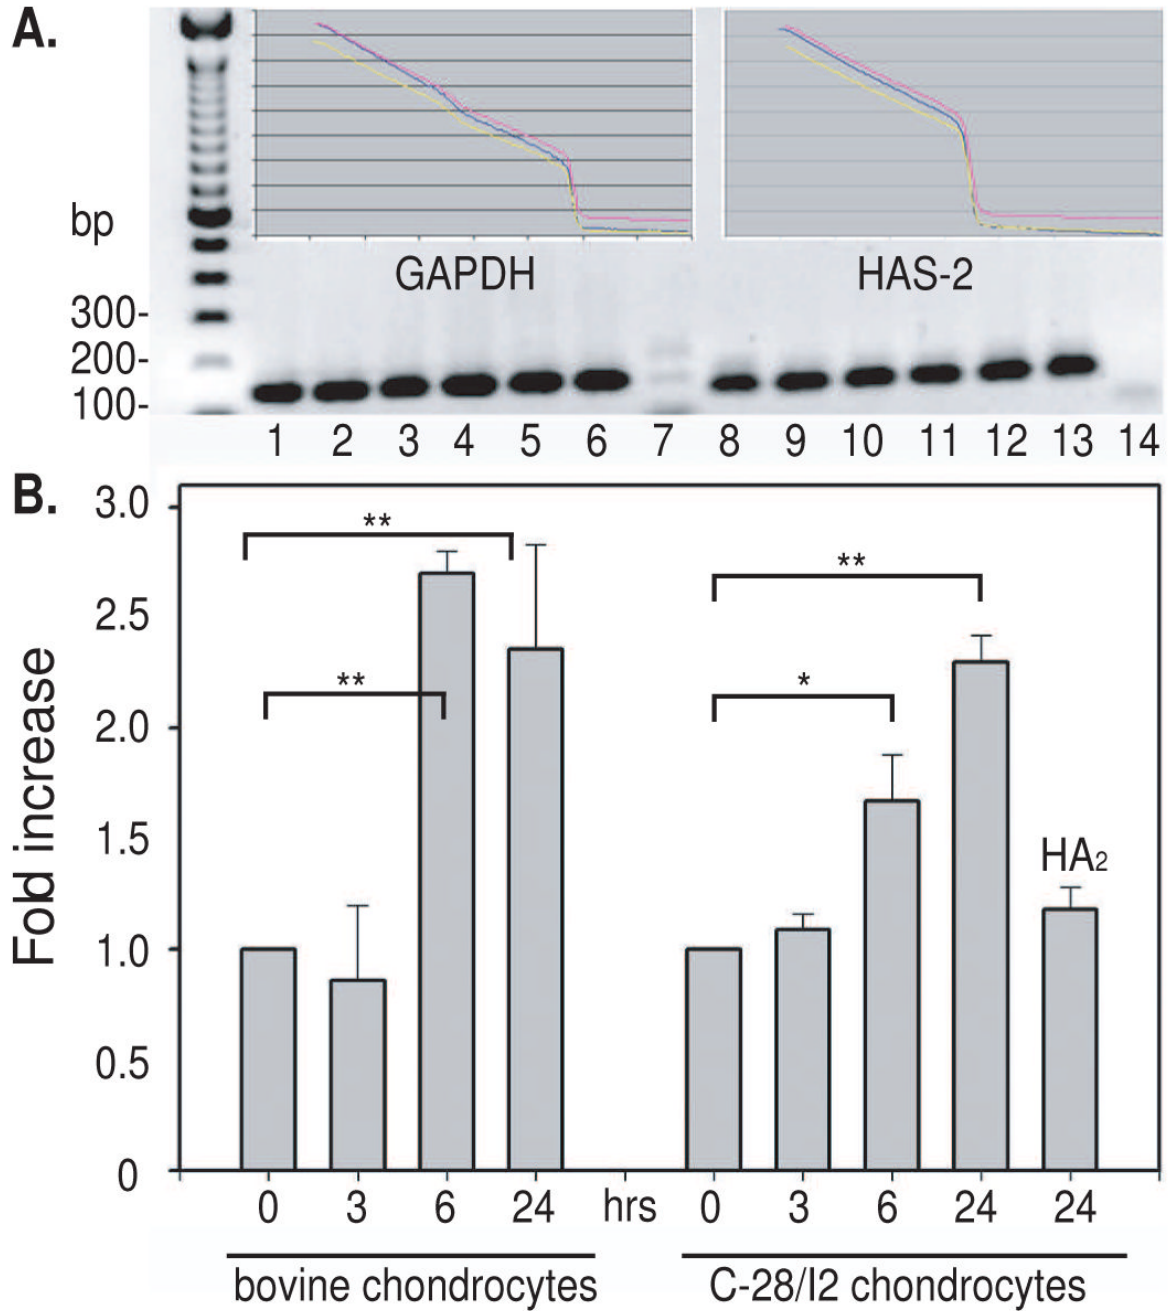 A.
bp
GAPDH HAS-2
300-
200-
100-
1 2 3 4 5 6 7 8 9 10 11 12 13 14
B.
3.0
2.5
2.0
1.5
1.0
0.5
0
Fold increase
**
**
**
*
HA₂
0 3 6 24 hrs 0 3 6 24 24
bovine chondrocytes C-28/I2 chondrocytes